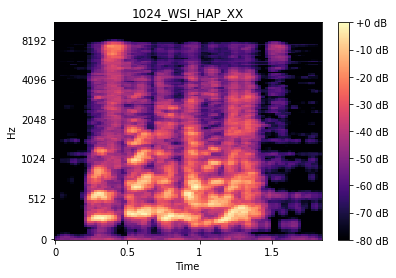 1024_WSI_HAP_XX
+0 dB
8192
-10 dB
4096
-20 dB
-30 dB
2048
Hz
-40 dB
1024
-50 dB
512
-60 dB
-70 dB
0
-80 dB
0
0.5
1
1.5
Time